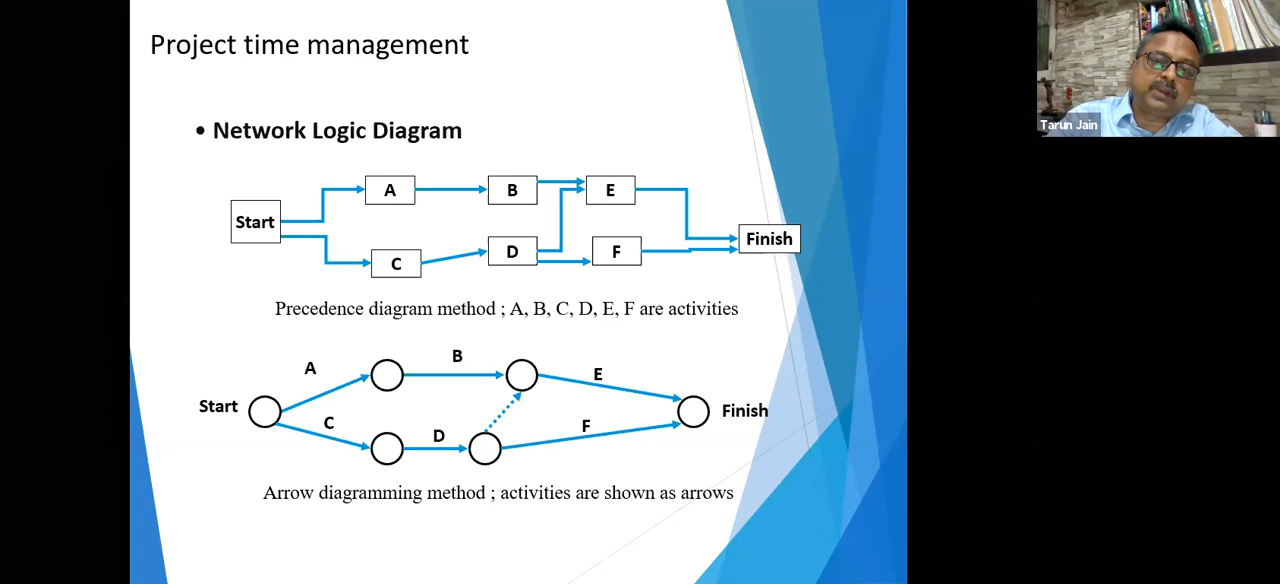 Project time management
Tarun Jain
• Network Logic Diagram
A
B
E
Start
Finish
D
F
C
Precedence diagram method ; A, B, C, D, E, F are activities
A
B
E
Start
Finish
C
D
F
Arrow diagramming method ; activities are shown as arrows